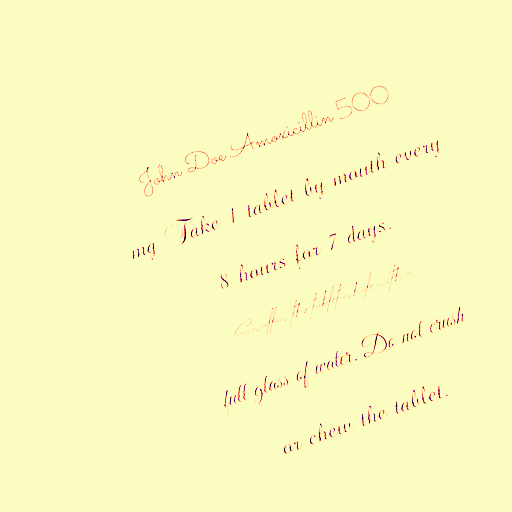 John Doe Amoxicillin 500
mg Take 1 tablet by mouth every
8 hours for 7 days.
full glass of water. Do not crush
or chew the tablet.